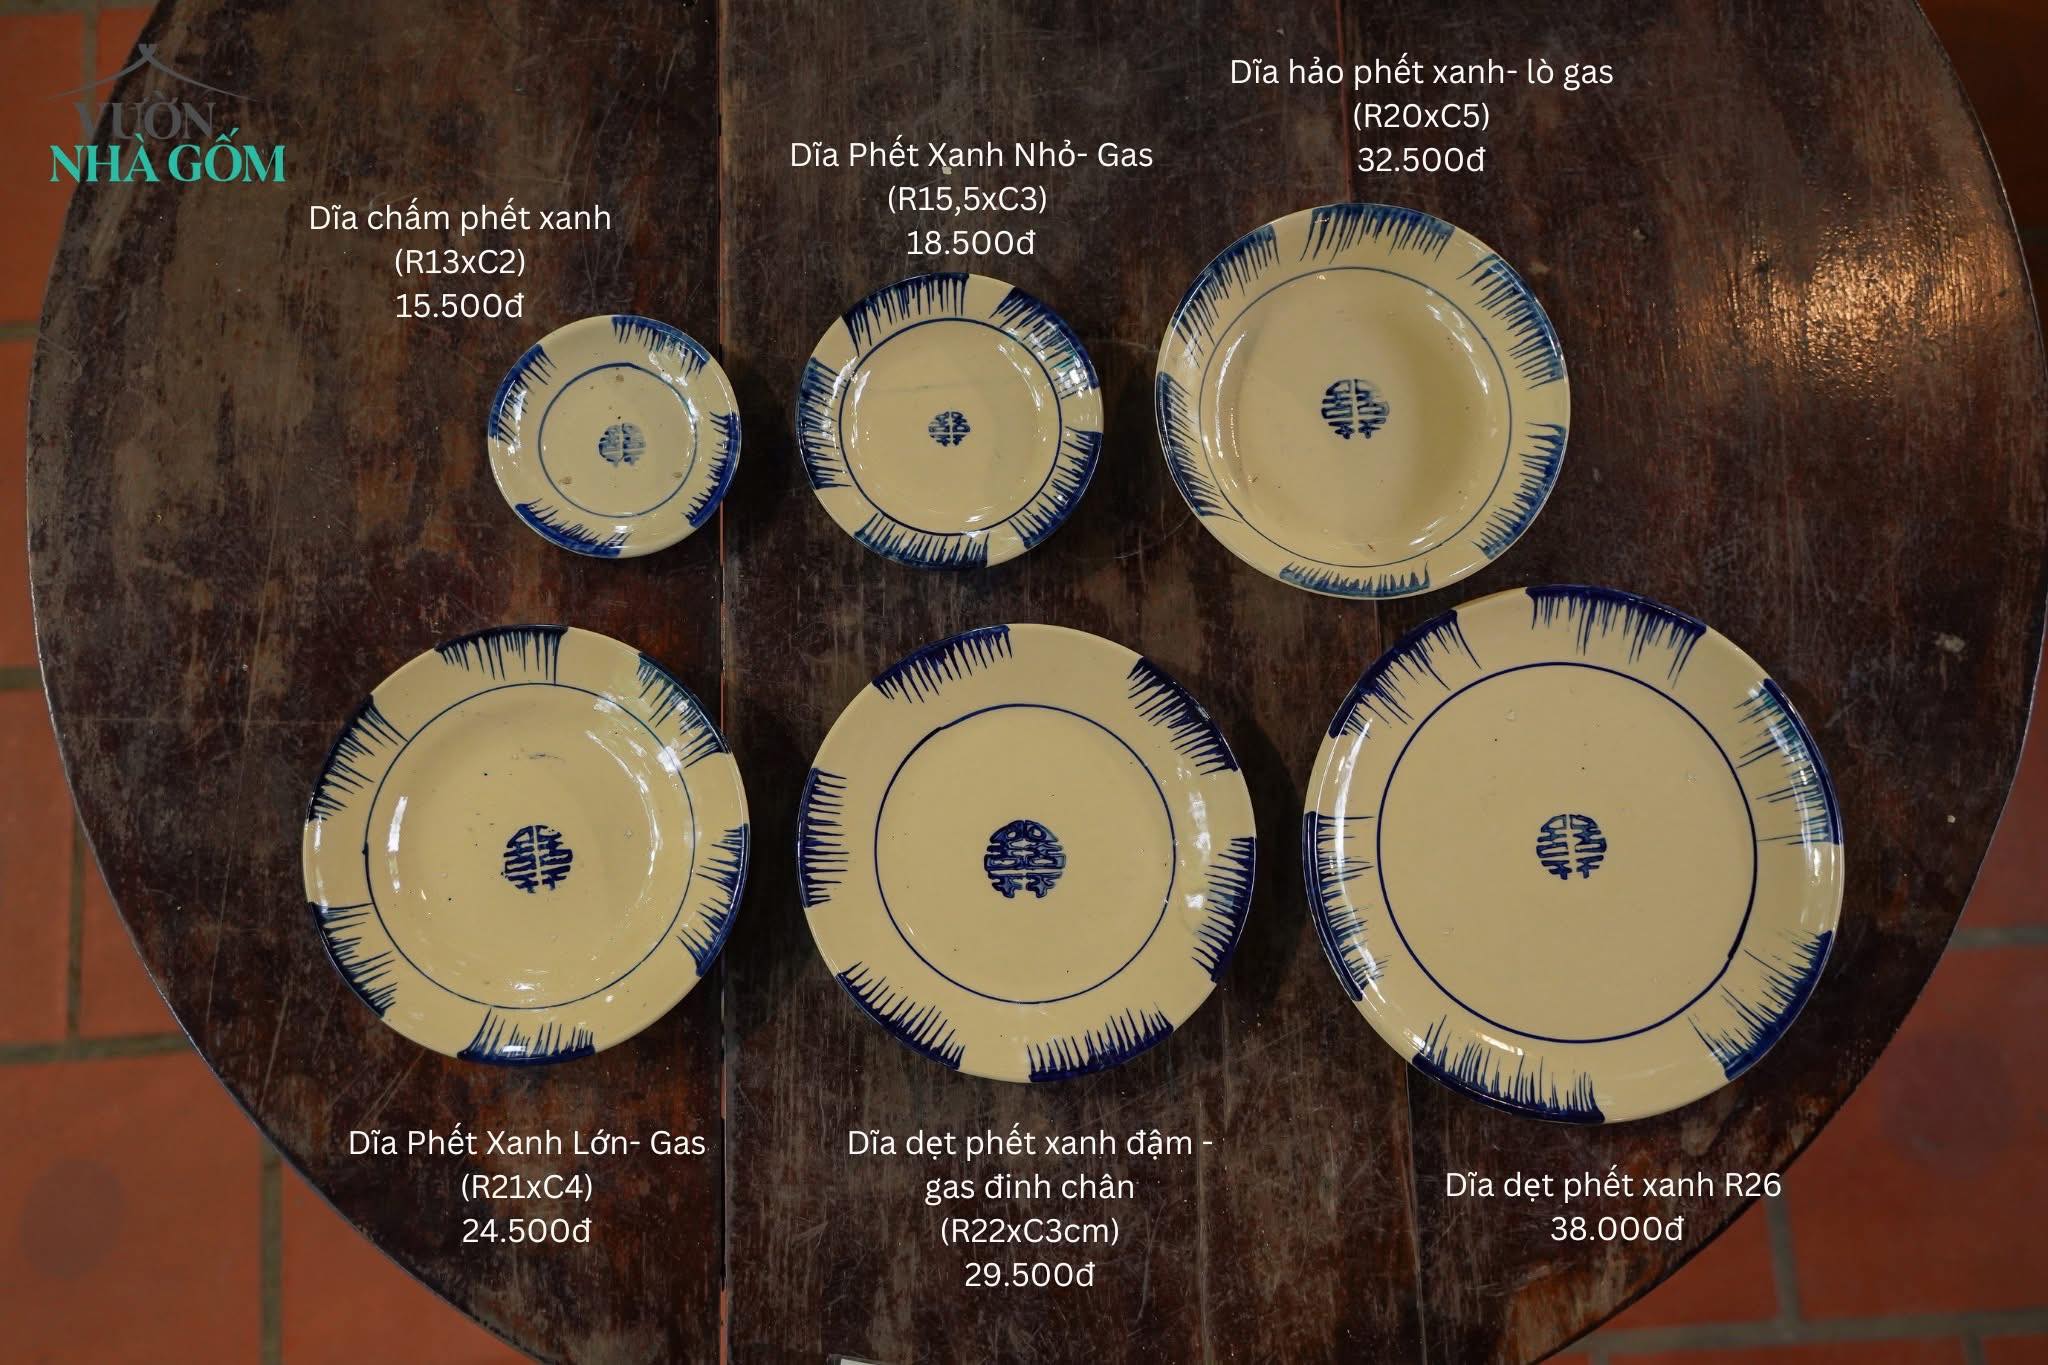 VƯỜN
NHÀ GỐM
Dĩa chấm phết xanh
(R13xC2)
15.500đ
Dĩa Phết Xanh Nhỏ- Gas
(R15,5xC3)
18.500đ
Dĩa hảo phết xanh- lò gas
(R20xC5)
32.500đ
Dĩa Phết Xanh Lớn- Gas
(R21xC4)
24.500đ
Dĩa dẹt phết xanh đậm -
gas đinh chân
(R22xC3cm)
29.500đ
Dĩa dẹt phết xanh R26
38.000đ